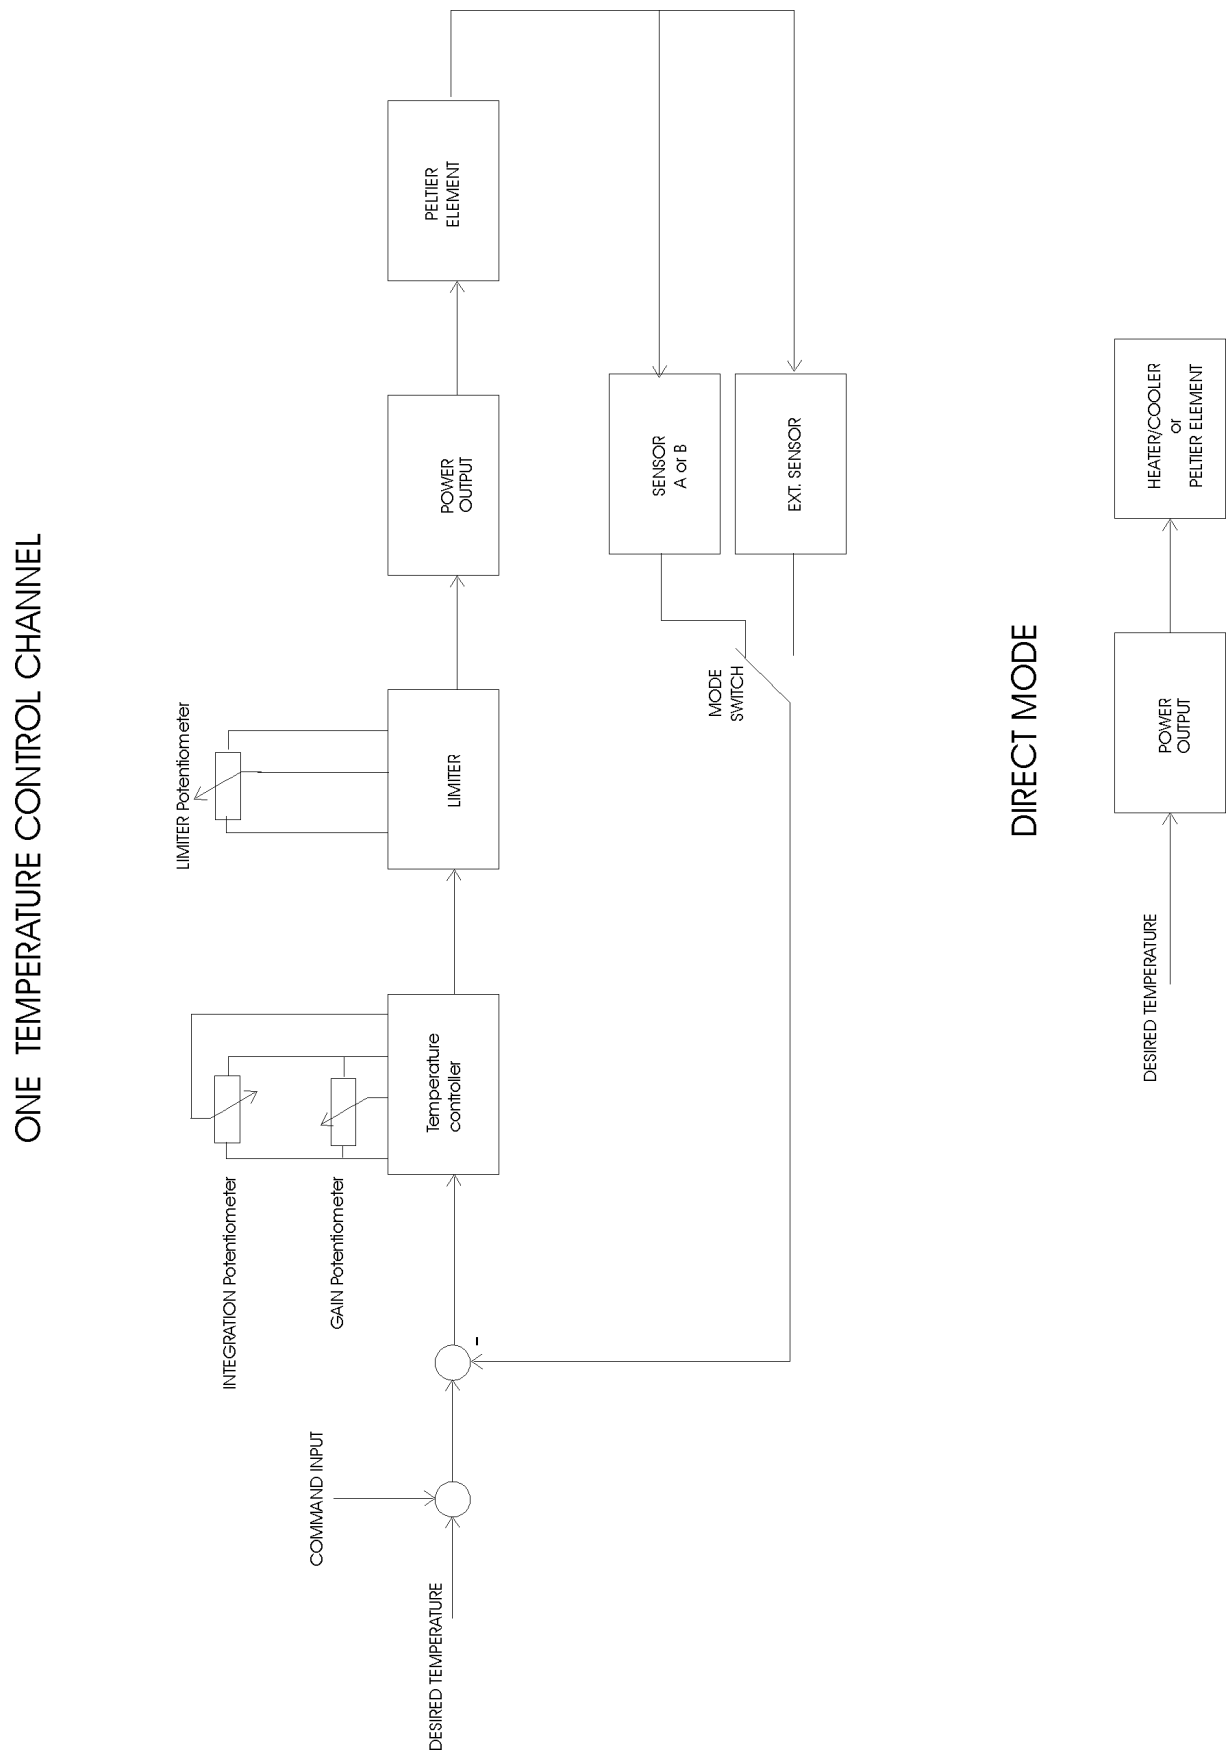 ONE TEMPERATURE CONTROL CHANNEL
DESIRED TEMPERATURE
COMMAND INPUT
-
INTEGRATION Potentiometer
GAIN Potentiometer
Temperature
controller
LIMITER Potentiometer
LIMITER
POWER
OUTPUT
PELTIER
ELEMENT
MODE
SWITCH
SENSOR
A or B
EXT. SENSOR
DIRECT MODE
DESIRED TEMPERATURE
POWER
OUTPUT
HEATER/COOLER
or
PELTIER ELEMENT